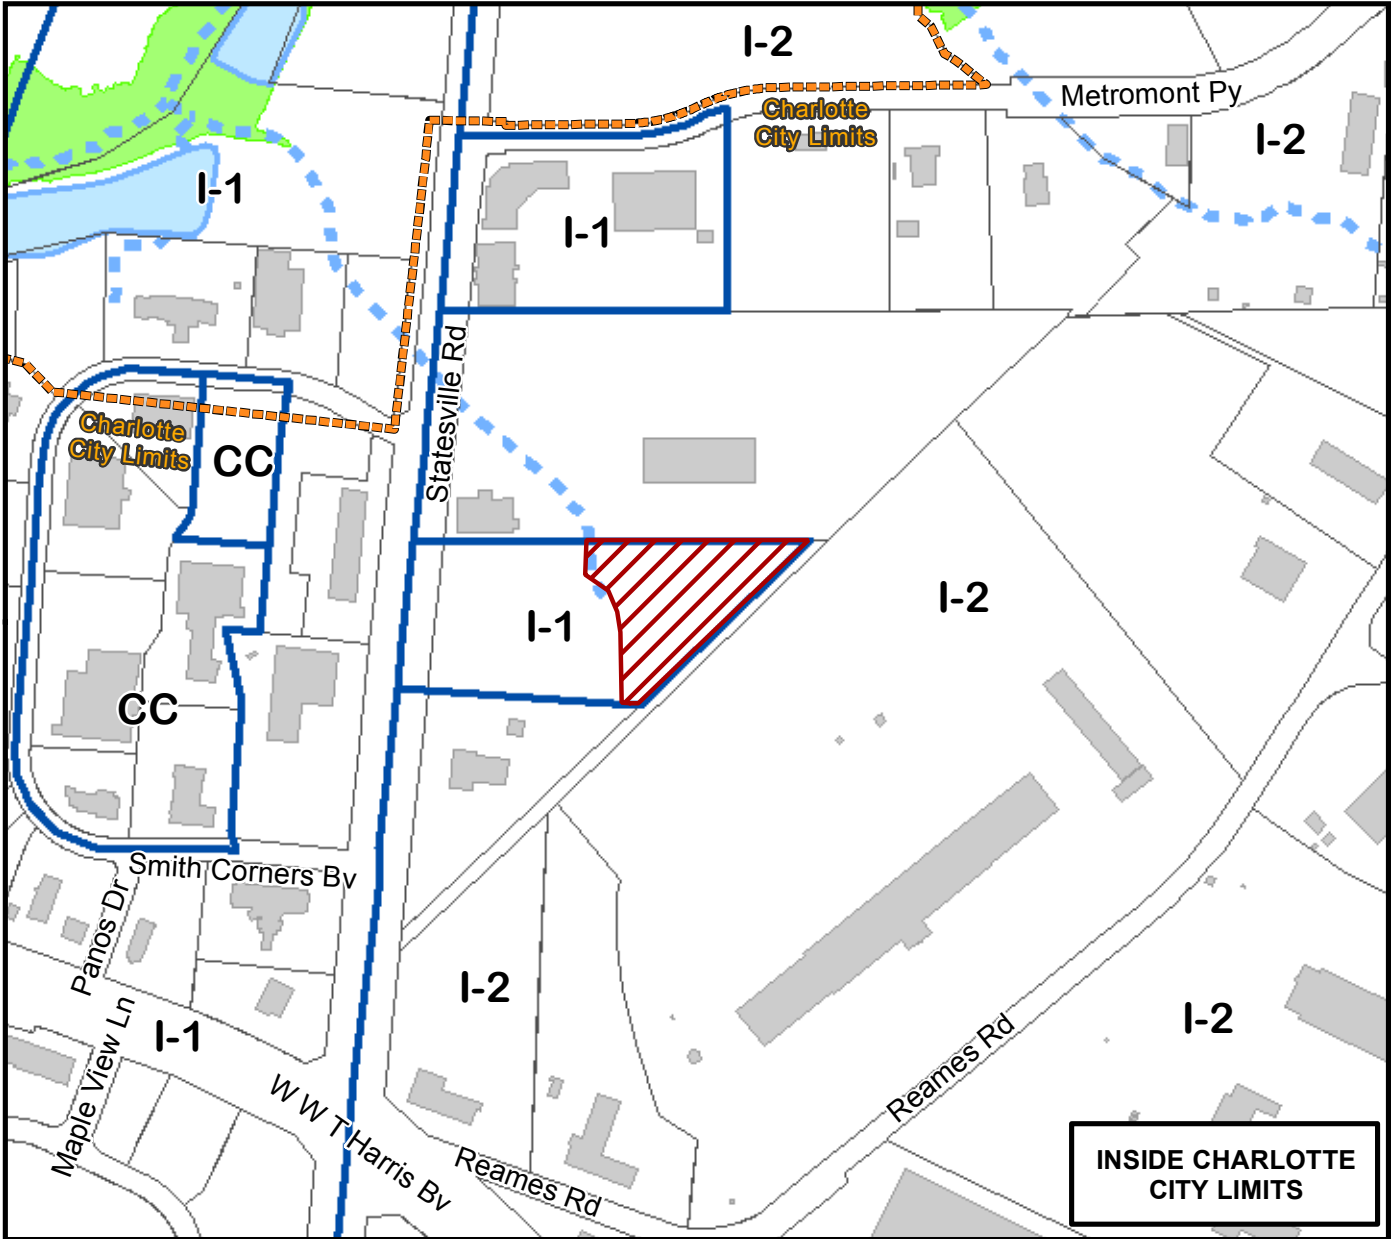 I-2
Metromont Py
Charlotte
City Limits
I-2
I-1
I-1
Statesville Rd
Charlotte
City Limits
CC
I-2
I-1
CC
Smith Corners Bv
Panos Dr
I-2
Maple View Ln
I-1
I-2
Reames Rd
W W T Harris Bv
Reames Rd
INSIDE CHARLOTTE
CITY LIMITS